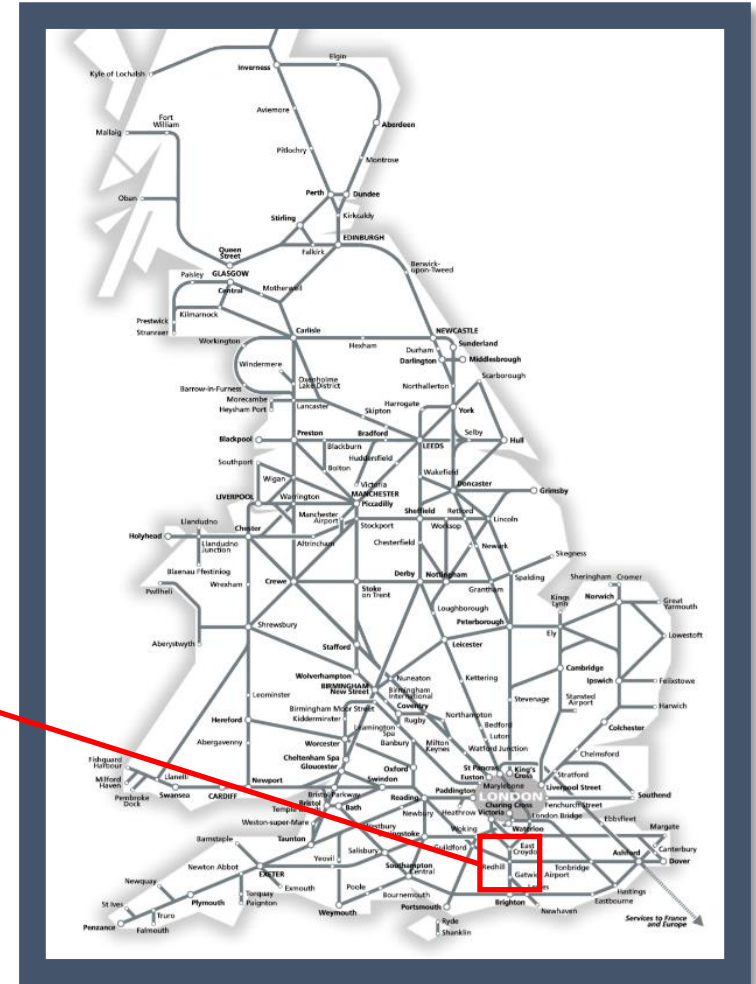 Elgin
Inverness
Kyle of Lochalsh
Aviemore
Fort
William
Mallaig
Aberdeen
Pitlochry
Montrose
Perth
Dundee
Oban
Stirling
Kirkcaldy
EDINBURGH
Queen
Street
Falkirk
Berwick-
upon-Tweed
Paisley
GLASGOW
Central
Motherwell
Prestwick
Kilmarnock
Stranraer
Carlisle
NEWCASTLE
Workington
Hexham
Sunderland
Durham
Darlington
Middlesbrough
Windermere
Scarborough
Oxenholme
Lake District
Barrow-in-Furness
Northallerton
Morecambe
Heysham Port
Lancaster
Harrogate
York
Skipton
Blackpool
Preston
Bradford
LEEDS
Selby
Hull
Blackburn
Southport
Huddersfield
Bolton
Wakefield
Wigan
Victoria
Doncaster
Grimsby
LIVERPOOL
Warrington
MANCHESTER
Piccadilly
Manchester
Airport
Sheffield
Retford
Lincoln
Llandudno
Chester
Stockport
Worksop
Holyhead
Llandudno
Junction
Altrincham
Chesterfield
Newark
Skegness
Blaenau Ffestiniog
Wrexham
Crewe
Derby
Nottingham
Spalding
Sheringham
Cromer
Pwllheli
Stoke
on Trent
Grantham
Kings
Lynn
Norwich
Great
Yarmouth
Loughborough
Shrewsbury
Peterborough
Aberystwyth
Stafford
Leicester
Ely
Lowestoft
Wolverhampton
Nuneaton
Kettering
Cambridge
BIRMINGHAM
New Street
Birmingham
International
Ipswich
Felixstowe
Leominster
Birmingham Moor Street
Coventry
Stevenage
Stansted
Airport
Harwich
Hereford
Kidderminster
Rugby
Northampton
Leamington
Spa
Bedford
Colchester
Abergavenny
Worcester
Banbury
Milton
Keynes
Luton
Watford Junction
Chelmsford
Cheltenham Spa
Gloucester
Oxford
St Pancras
Euston
King's
Cross
Stratford
Fishguard
Harbour
Milford
Haven
Llanelli
Swindon
Marylebone
Liverpool Street
Pembroke
Dock
Swansea
CARDIFF
Newport
Bristol Parkway
Reading
Paddington
LONDON
Southend
Bristol
Temple
Bath
Charing Cross
Fenchurch Street
Newbury
Heathrow
Victoria
London Bridge
Ebbsfleet
Weston-super-Mare
Woking
Waterloo
Margate
Barnstaple
Taunton
Salisbury
Guildford
East
Croydon
Canterbury
Yeovil
Tonbridge
Ashford
Dover
Newton Abbot
Southampton
Central
Redhill
Gatwick
Airport
Newquay
EXETER
Exmouth
Poole
Lewes
Hastings
St Ives
Plymouth
Torquay
Paignton
Bournemouth
Portsmouth
Brighton
Eastbourne
Truro
Weymouth
Newhaven
Penzance
Falmouth
Ryde
Shanklin
Services to France
and Europe